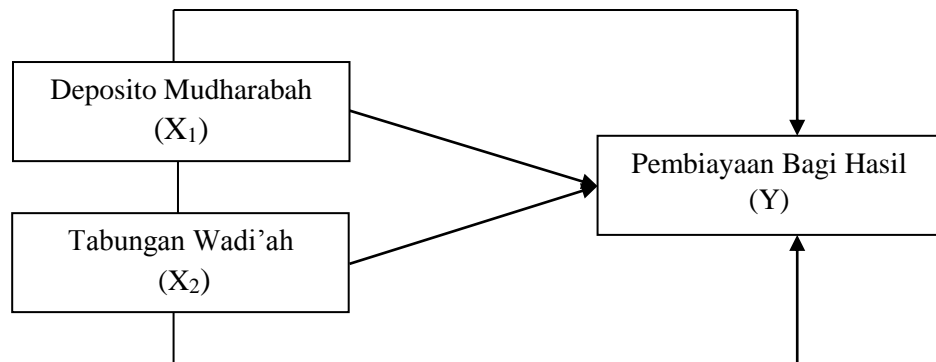 Deposito Mudharabah
(X₁)
Pembiayaan Bagi Hasil
(Y)
Tabungan Wadi’ah
(X₂)